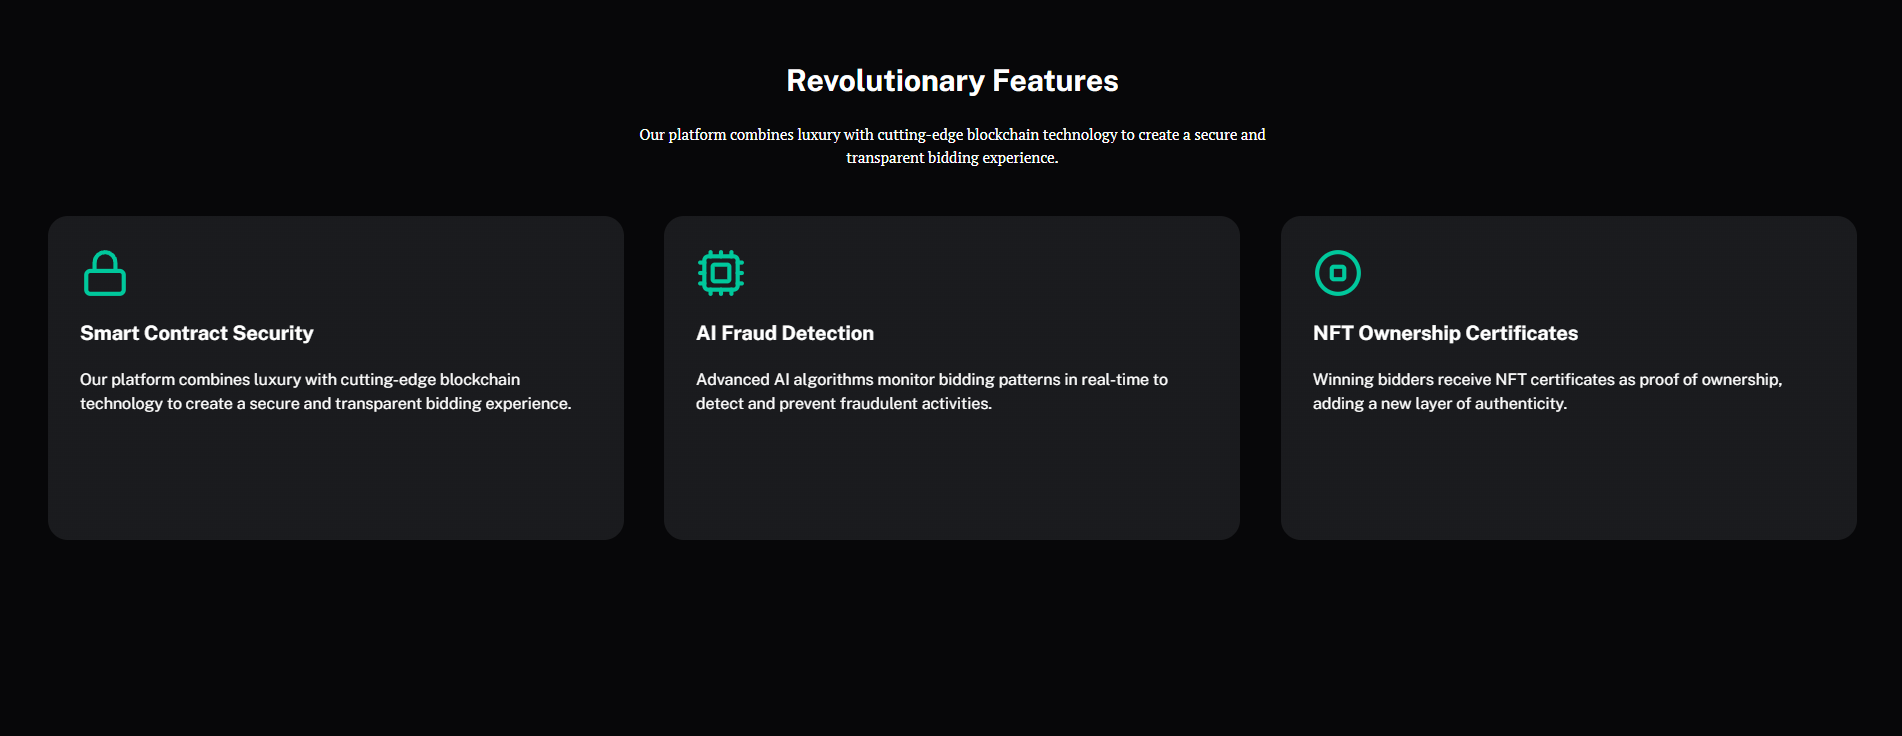 Revolutionary Features
Our platform combines luxury with cutting-edge blockchain technology to create a secure and
transparent bidding experience.
Smart Contract Security
Our platform combines luxury with cutting-edge blockchain
technology to create a secure and transparent bidding experience.
AI Fraud Detection
Advanced AI algorithms monitor bidding patterns in real-time to
detect and prevent fraudulent activities.
NFT Ownership Certificates
Winning bidders receive NFT certificates as proof of ownership,
adding a new layer of authenticity.